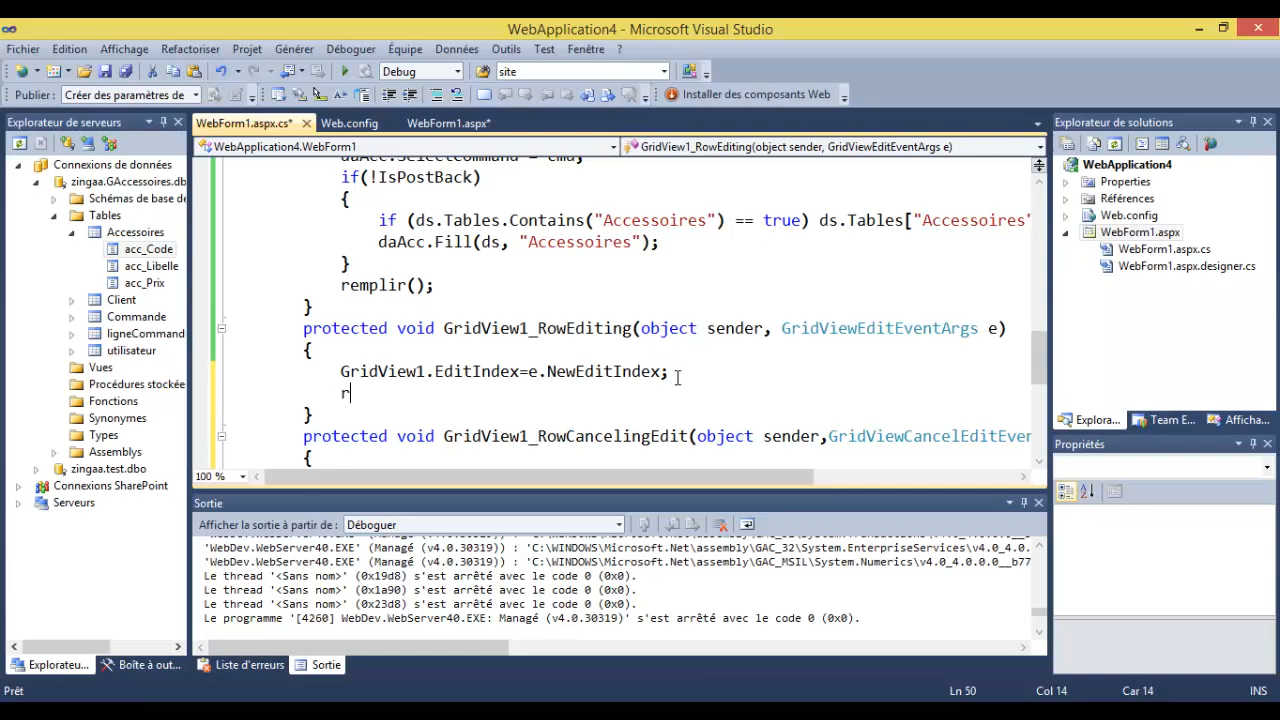 WebApplication4 - Microsoft Visual Studio
Fichier Edition Affichage Refactoriser Projet Générer Déboguer Équipe Données Outils Test Fenêtre ?
Debug site
Publier : Créer des paramètres de Installer des composants Web
Explorateur de serveurs
Connexions de données
zingaa.GAccessoires.db
Schémas de base de
Tables
Accessoires
acc_Code
acc_Libelle
acc_Prix
Client
Commande
ligneCommand
utilisateur
Vues
Procédures stockée
Fonctions
Synonymes
Types
Assemblys
zingaa.test.dbo
Connexions SharePoint
Serveurs
Explorateu... Boîte à out...
WebForm1.aspx.cs* Web.config WebForm1.aspx*
WebApplication4.WebForm1 GridView1_RowEditing(object sender, GridViewEditEventArgs e)
daAcc.SelectCommand = cmd;
if(!IsPostBack)
{
if (ds.Tables.Contains("Accessoires") == true) ds.Tables["Accessoires"
daAcc.Fill(ds, "Accessoires");
}
remplir();
}
protected void GridView1_RowEditing(object sender, GridViewEditEventArgs e)
{
GridView1.EditIndex=e.NewEditIndex;
r
}
protected void GridView1_RowCancelingEdit(object sender,GridViewCancelEditEven
{
100 %
Sortie
Afficher la sortie à partir de : Déboguer
'WebDev.WebServer40.EXE' (Managé (v4.0.30319)) : 'C:\WINDOWS\Microsoft.Net\assembly\GAC_32\System.EnterpriseServices\v4.0_4.0.
'WebDev.WebServer40.EXE' (Managé (v4.0.30319)) : 'C:\WINDOWS\Microsoft.Net\assembly\GAC_MSIL\System.Numerics\v4.0_4.0.0.0__b77
Le thread '<Sans nom>' (0x19d8) s'est arrêté avec le code 0 (0x0).
Le thread '<Sans nom>' (0x1a90) s'est arrêté avec le code 0 (0x0).
Le thread '<Sans nom>' (0x23d8) s'est arrêté avec le code 0 (0x0).
Le programme '[4260] WebDev.WebServer40.EXE: Managé (v4.0.30319)' s'est arrêté avec le code 0 (0x0).
Liste d'erreurs Sortie
Explorateur de solutions
WebApplication4
Properties
Références
Web.config
WebForm1.aspx
WebForm1.aspx.cs
WebForm1.aspx.designer.cs
Explora... Team E... Afficha...
Propriétés
Prêt Ln 50 Col 14 Car 14 INS